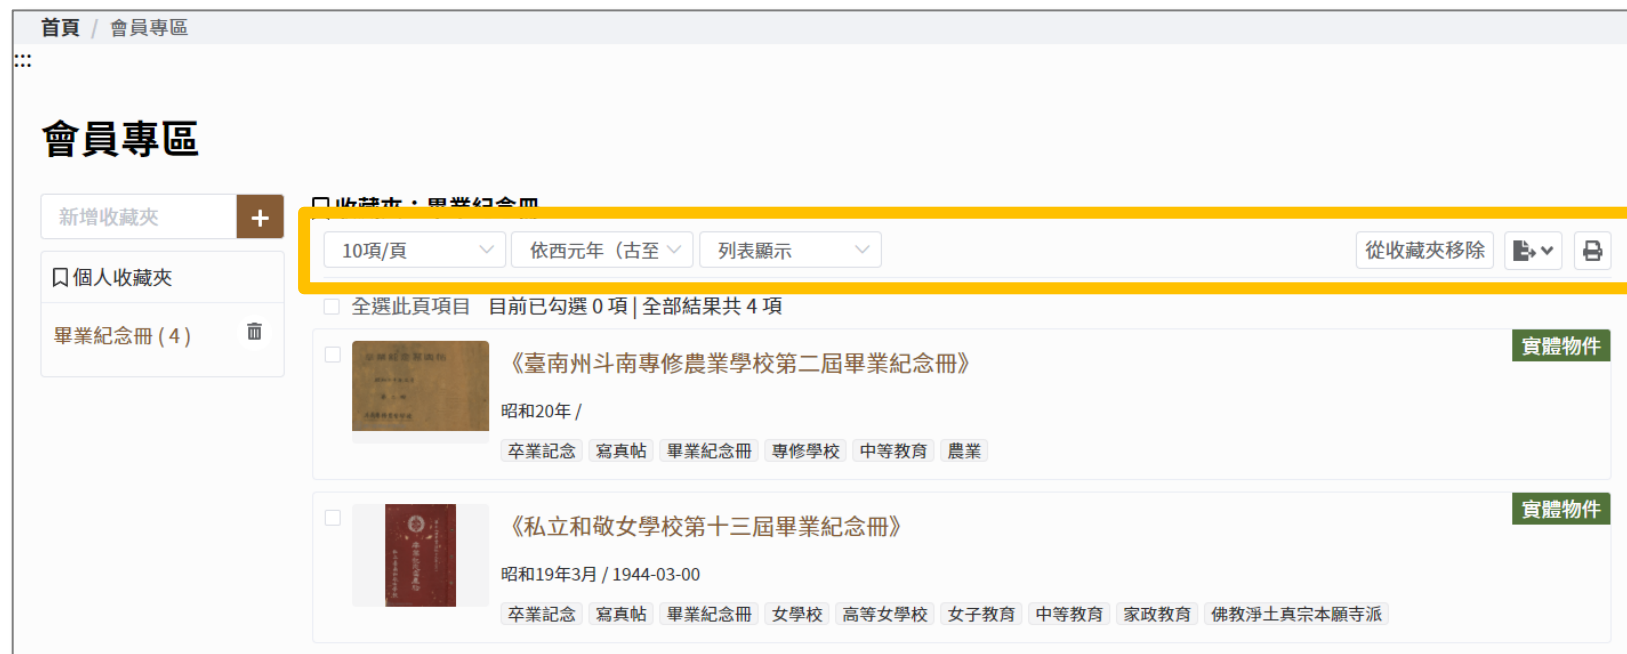 首頁 / 會員專區
:::
會員專區
新增收藏夾 +
個人收藏夾
畢業紀念冊 ( 4 )
收藏夾：畢業紀念冊
10項/頁 依西元年（古至 列表顯示 從收藏夾移除
全選此頁項目 目前已勾選 0 項 | 全部結果共 4 項
《臺南州斗南專修農業學校第二屆畢業紀念冊》 實體物件
昭和20年 /
卒業記念 寫真帖 畢業紀念冊 專修學校 中等教育 農業
《私立和敬女學校第十三屆畢業紀念冊》 實體物件
昭和19年3月 / 1944-03-00
卒業記念 寫真帖 畢業紀念冊 女學校 高等女學校 女子教育 中等教育 家政教育 佛教淨土真宗本願寺派